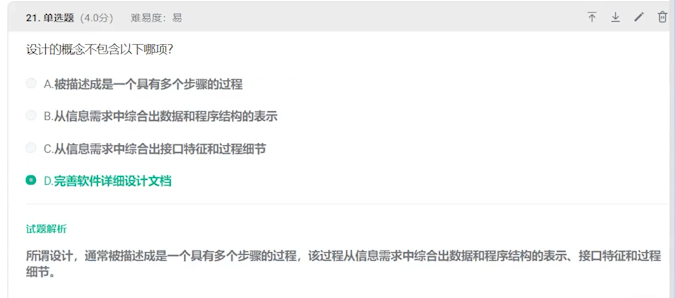 21. 单选题 (4.0分) 难易度：易
设计的概念不包含以下哪项？
A.被描述成是一个具有多个步骤的过程
B.从信息需求中综合出数据和程序结构的表示
C.从信息需求中综合出接口特征和过程细节
D.完善软件详细设计文档
试题解析
所谓设计，通常被描述成是一个具有多个步骤的过程，该过程从信息需求中综合出数据和程序结构的表示、接口特征和过程
细节。